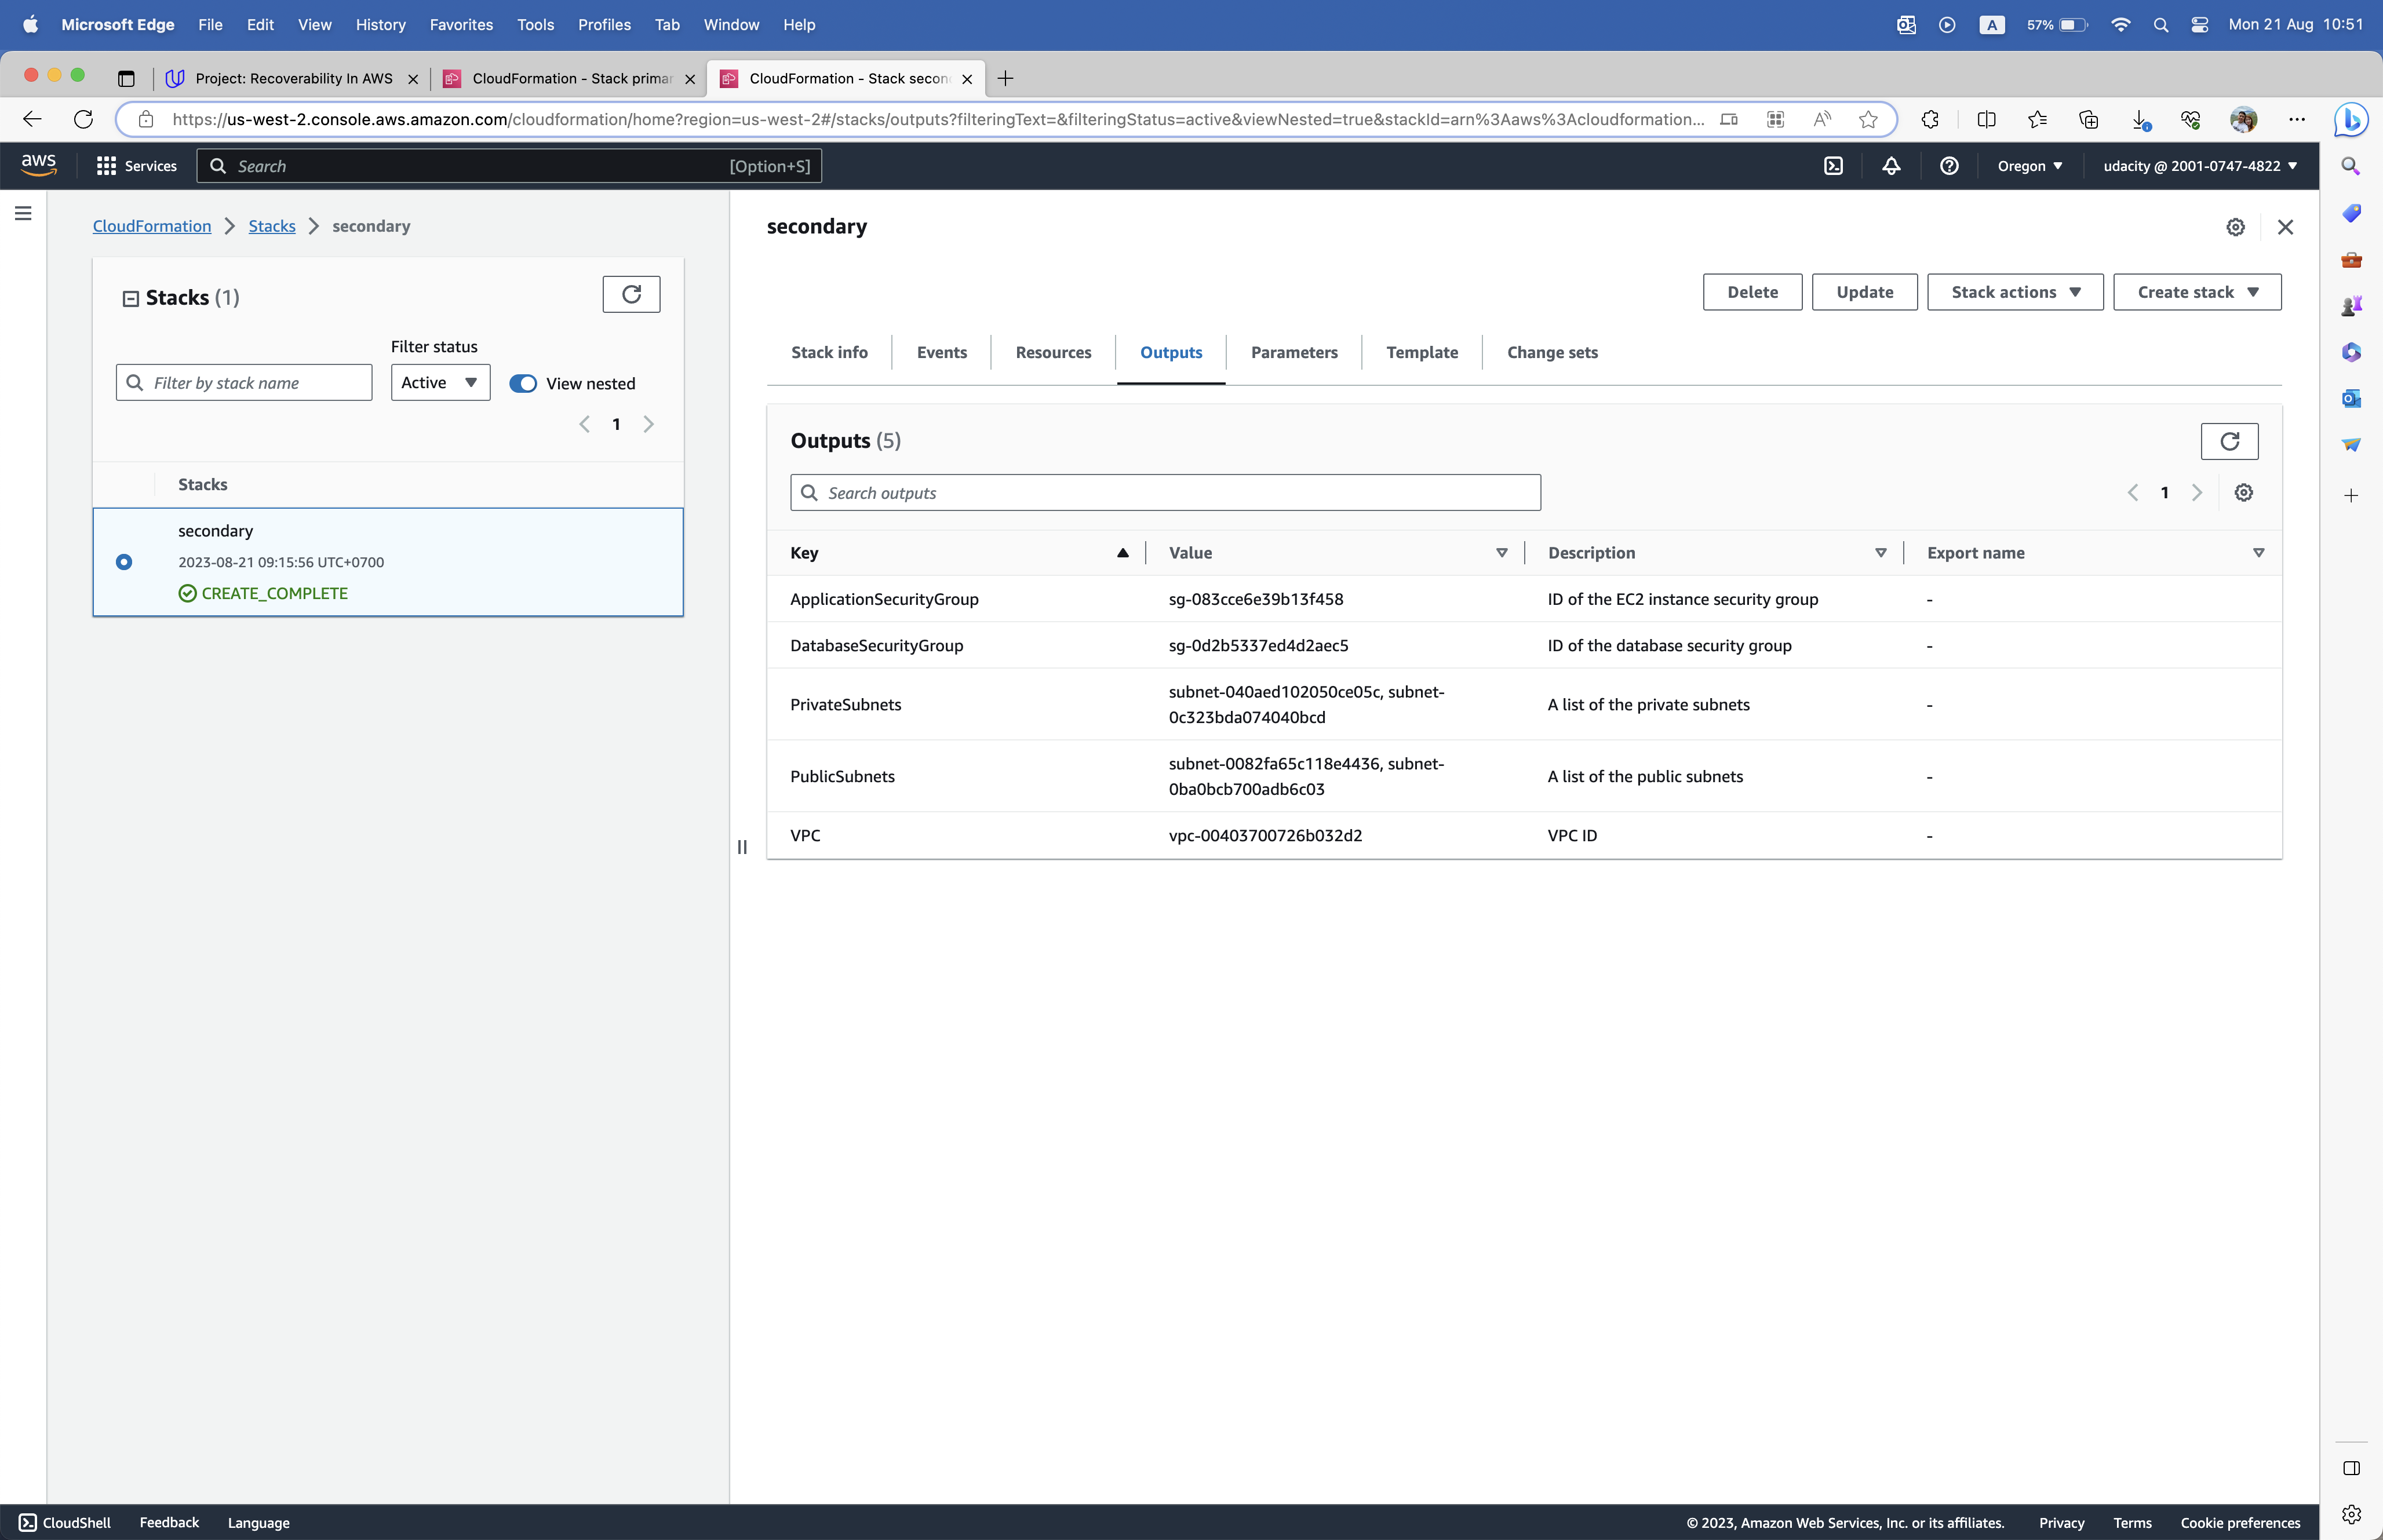 Microsoft Edge File Edit View History Favorites Tools Profiles Tab Window Help
A 57% Mon 21 Aug 10:51
Project: Recoverability In AWS
CloudFormation - Stack primar
CloudFormation - Stack secon
https://us-west-2.console.aws.amazon.com/cloudformation/home?region=us-west-2#/stacks/outputs?filteringText=&filteringStatus=active&viewNested=true&stackId=arn%3Aaws%3Acloudformation...
aws Services Search [Option+S] Oregon udacity @ 2001-0747-4822
CloudFormation Stacks secondary
Stacks (1)
Filter status
Filter by stack name Active View nested
1
Stacks
secondary
2023-08-21 09:15:56 UTC+0700
CREATE_COMPLETE
secondary
Delete Update Stack actions Create stack
Stack info Events Resources Outputs Parameters Template Change sets
Outputs (5)
Search outputs 1
Key Value Description Export name
ApplicationSecurityGroup sg-083cce6e39b13f458 ID of the EC2 instance security group -
DatabaseSecurityGroup sg-0d2b5337ed4d2aec5 ID of the database security group -
PrivateSubnets subnet-040aed102050ce05c, subnet-
0c323bda074040bcd A list of the private subnets -
PublicSubnets subnet-0082fa65c118e4436, subnet-
0ba0bcb700adb6c03 A list of the public subnets -
VPC vpc-00403700726b032d2 VPC ID -
CloudShell Feedback Language © 2023, Amazon Web Services, Inc. or its affiliates. Privacy Terms Cookie preferences